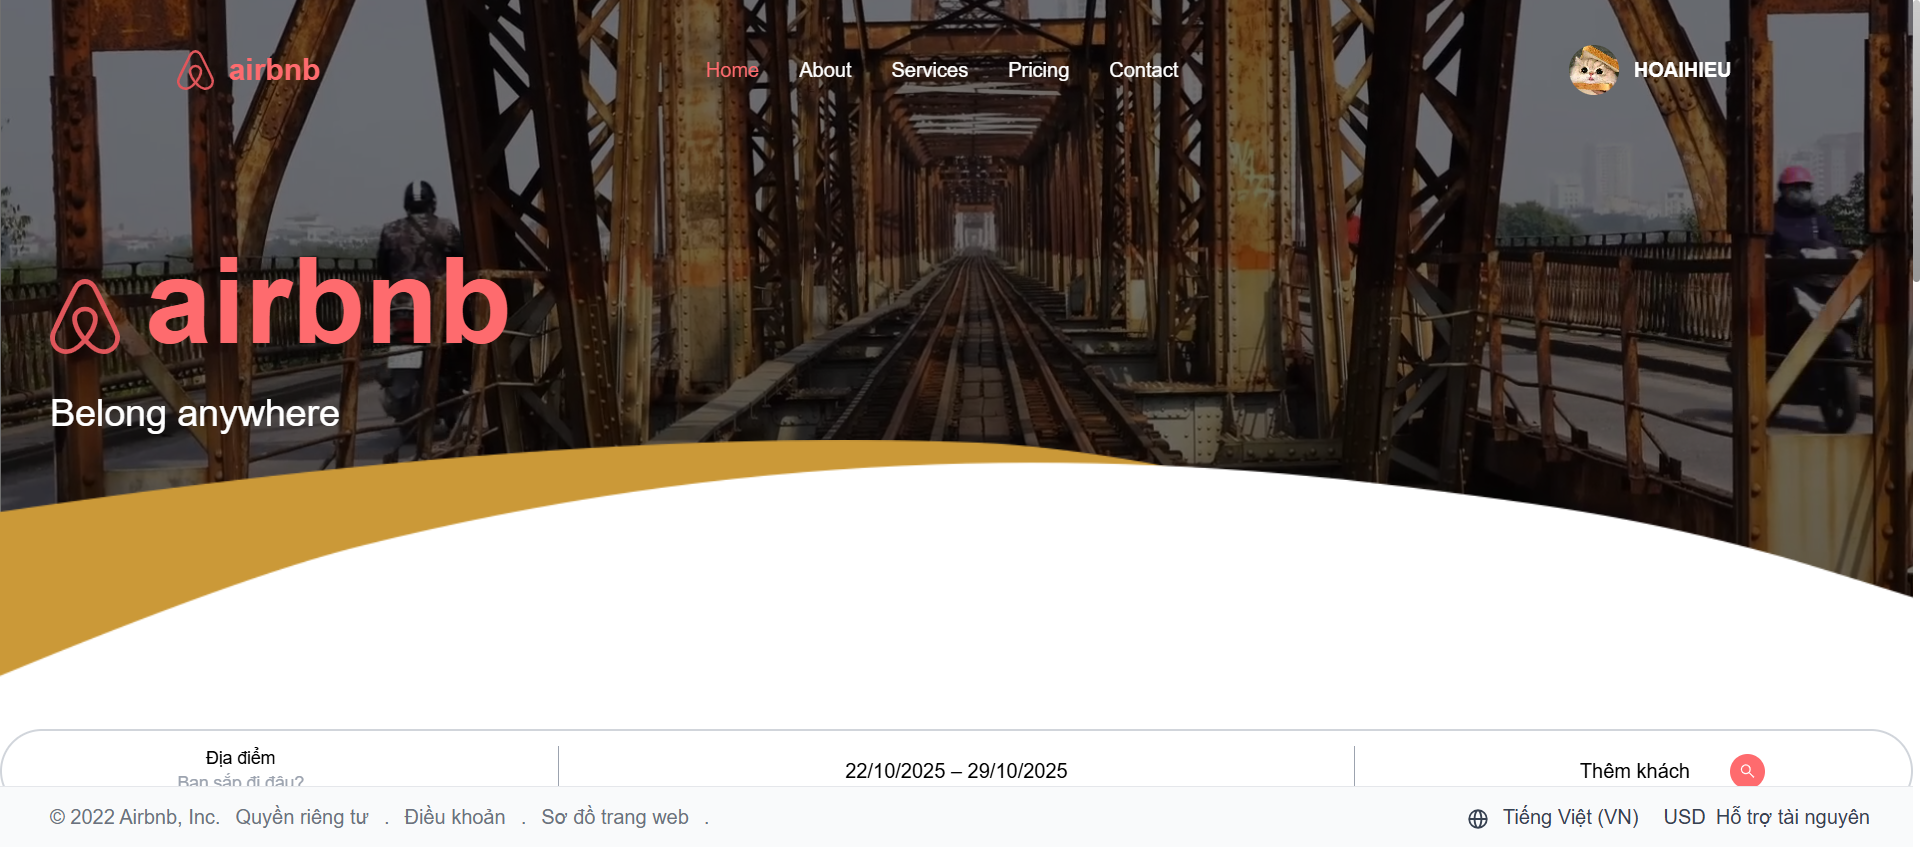 airbnb
Home About Services Pricing Contact
HOAIHIEU
airbnb
Belong anywhere
Địa điểm
Bạn sắp đi đâu?
22/10/2025 – 29/10/2025
Thêm khách
© 2022 Airbnb, Inc. Quyền riêng tư . Điều khoản . Sơ đồ trang web .
Tiếng Việt (VN) USD Hỗ trợ tài nguyên